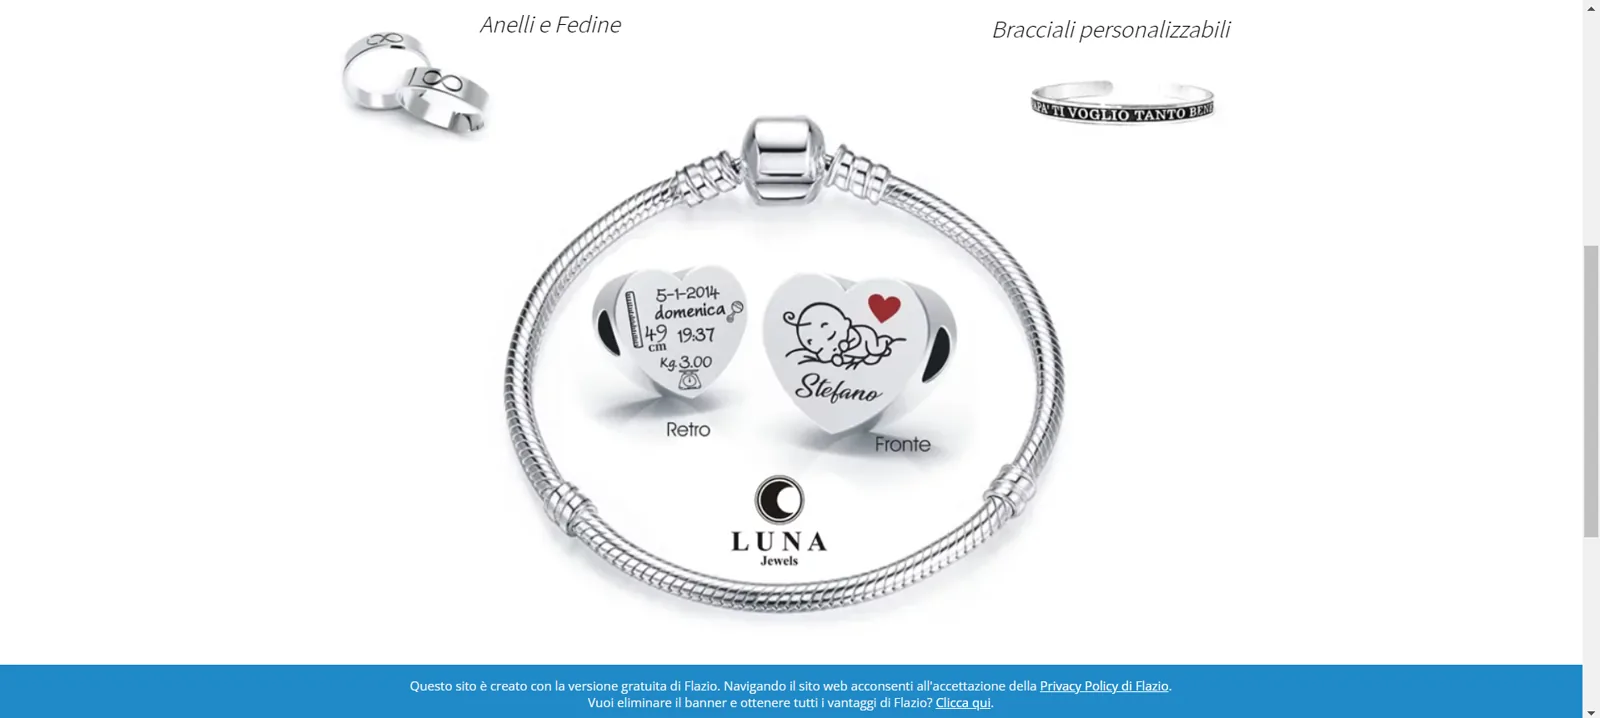 Anelli e Fedine
Bracciali personalizzabili
PAPA' TI VOGLIO TANTO BENE
5-1-2014
domenica
49 19:37
cm
Kg.3.00
Stefano
Retro
Fronte
LUNA
Jewels
Questo sito è creato con la versione gratuita di Flazio. Navigando il sito web acconsenti all'accettazione della Privacy Policy di Flazio.
Vuoi eliminare il banner e ottenere tutti i vantaggi di Flazio? Clicca qui.